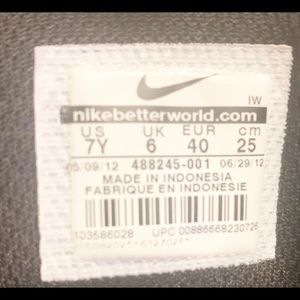 IW
nikebetterworld.com
US UK EUR cm
7Y 6 40 25
05/09/12 488245-001 06/29/12
MADE IN INDONESIA
FABRIQUE EN INDONESIE
103586028 UPC 00886668230726